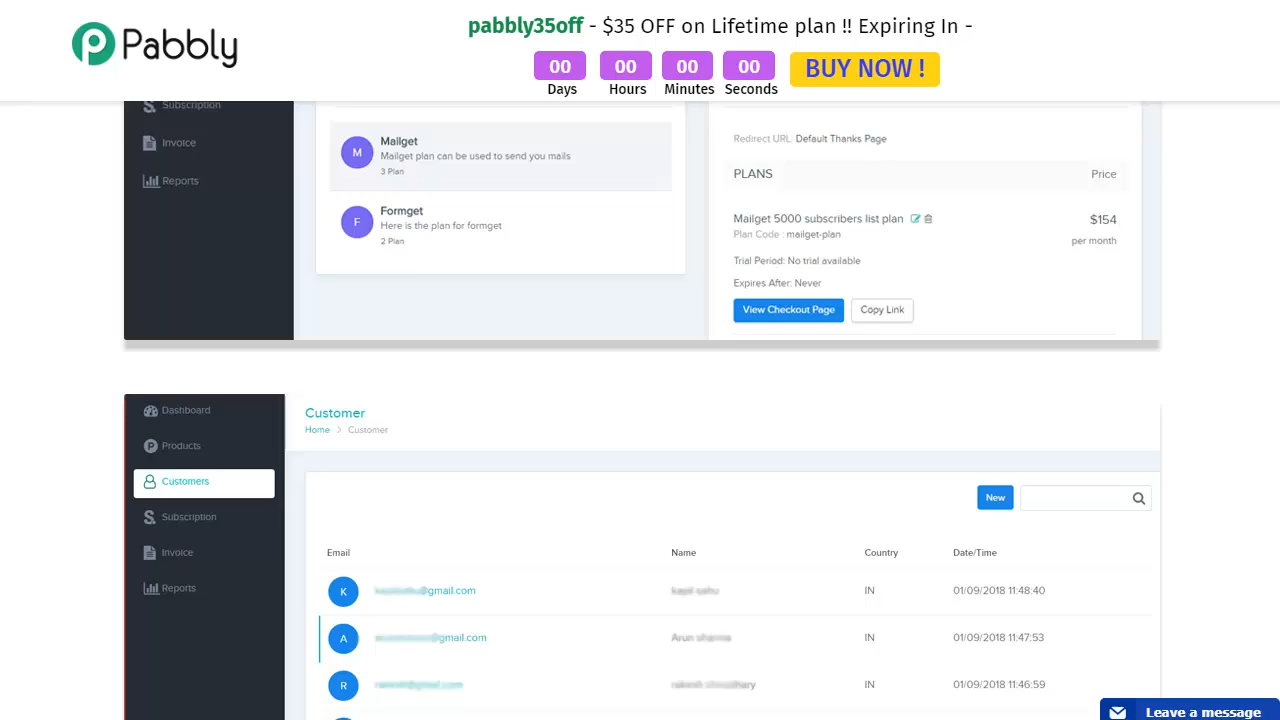 Pabbly
pabbly35off - $35 OFF on Lifetime plan !! Expiring In -
00 00 00 00
Days Hours Minutes Seconds
BUY NOW !
Subscription
Invoice
Reports
M
Mailget
Mailget plan can be used to send you mails
3 Plan
F
Formget
Here is the plan for formget
2 Plan
Redirect URL: Default Thanks Page
PLANS Price
Mailget 5000 subscribers list plan $154
Plan Code : mailget-plan per month
Trial Period: No trial available
Expires After: Never
View Checkout Page Copy Link
Dashboard
Products
Customers
Subscription
Invoice
Reports
Customer
Home > Customer
New
Email Name Country Date/Time
K @gmail.com IN 01/09/2018 11:48:40
A @gmail.com IN 01/09/2018 11:47:53
R IN 01/09/2018 11:46:59
Leave a message